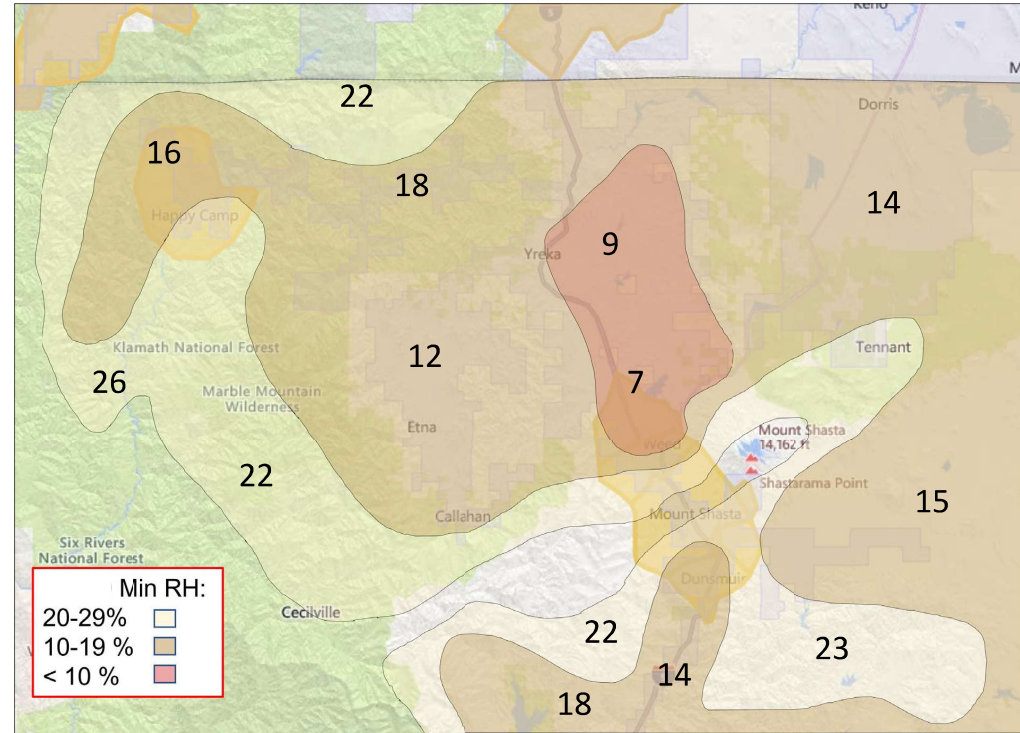 Keno
22
Dorris
16
18
14
Happy Camp
9
Yreka
Klamath National Forest
Tennant
12
7
26
Marble Mountain
Wilderness
Etna
Mount Shasta
14,162 ft
Weed
22
Shastarama Point
15
Callahan
Mount Shasta
Six Rivers
National Forest
Dunsmuir
Min RH:
20-29%
10-19 %
< 10 %
Cecilville
22
23
14
18